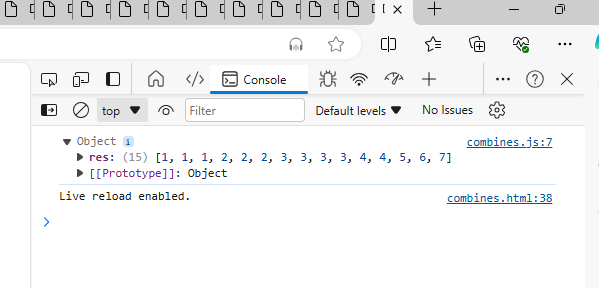 Console
top
Filter
Default levels
No Issues
Object i
combines.js:7
res: (15) [1, 1, 1, 2, 2, 2, 3, 3, 3, 3, 4, 4, 5, 6, 7]
[[Prototype]]: Object
Live reload enabled.
combines.html:38